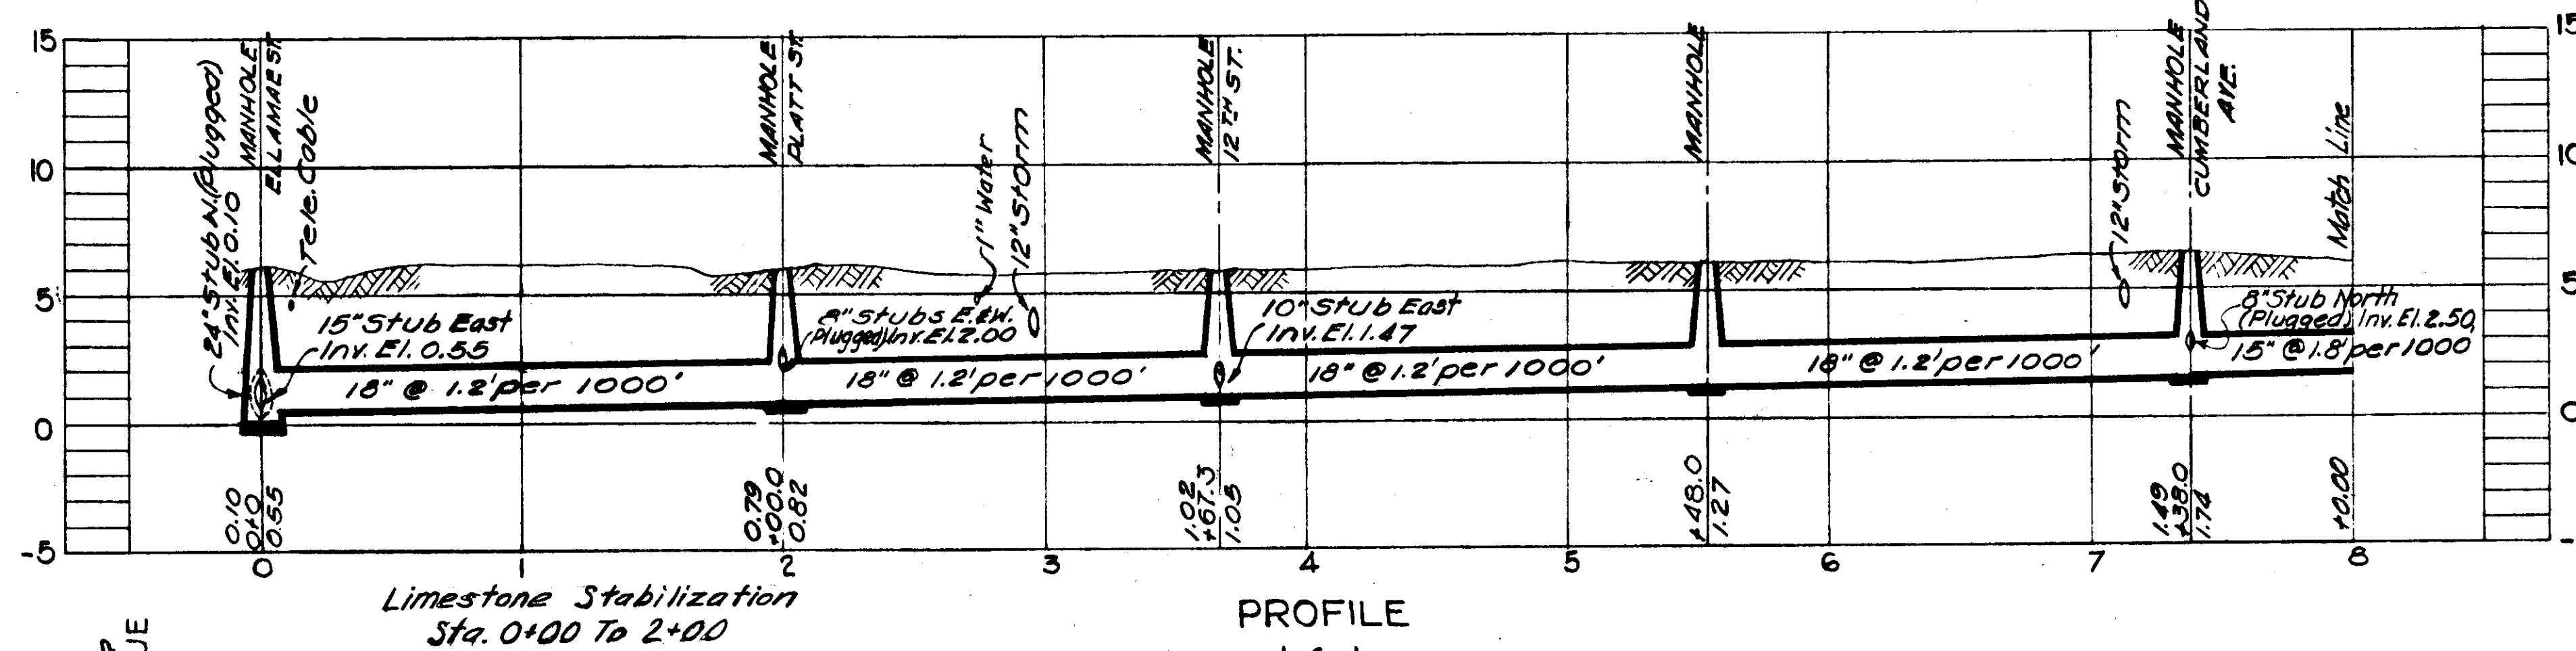 15
10
5
0
-5
24" Stub N. (Plugged)
Inv. El. 0.10
MANHOLE
ELLAMAE ST.
Tele. Cable
15" Stub East
Inv. El. 0.55
18" @ 1.2' per 1000'
MANHOLE
PLATT ST.
8" Stubs E. & W.
(Plugged) Inv. El. 2.00
1" Water
12" Storm
18" @ 1.2' per 1000'
MANHOLE
12TH ST.
10" Stub East
Inv. El. 1.47
18" @ 1.2' per 1000'
MANHOLE
18" @ 1.2' per 1000'
12" Storm
MANHOLE
CUMBERLAND
AVE.
8" Stub North
(Plugged) Inv. El. 2.50
15" @ 1.8' per 1000
Match Line
15
10
5
0
-
0.10
0+0
0.55
0.79
+00.0
0.82
1.02
+67.3
1.05
+48.0
1.27
1.49
+38.0
1.74
+0.00
0 1 2 3 4 5 6 7 8
Limestone Stabilization
Sta. 0+00 To 2+00
PROFILE
UE